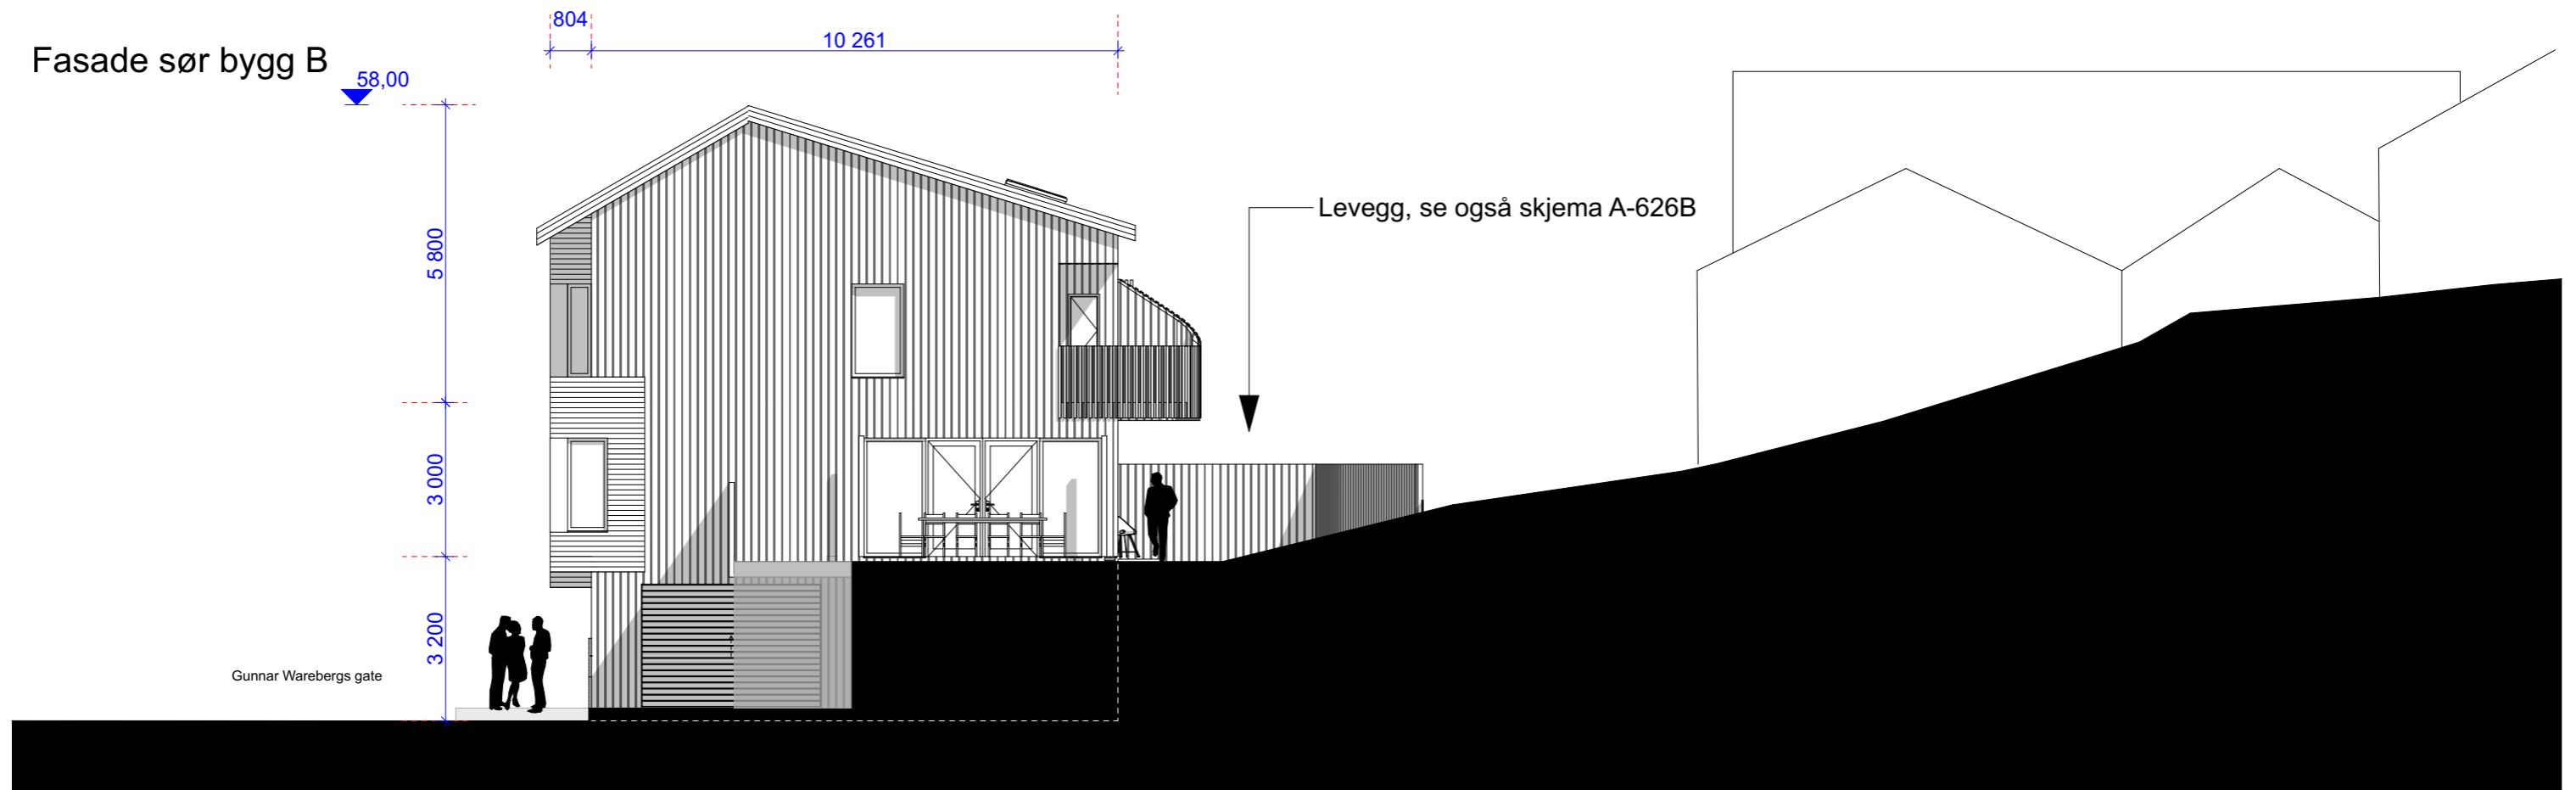 804
10 261
Fasade sør bygg B
58,00
Levegg, se også skjema A-626B
5 800
3 000
3 200
Gunnar Warebergs gate